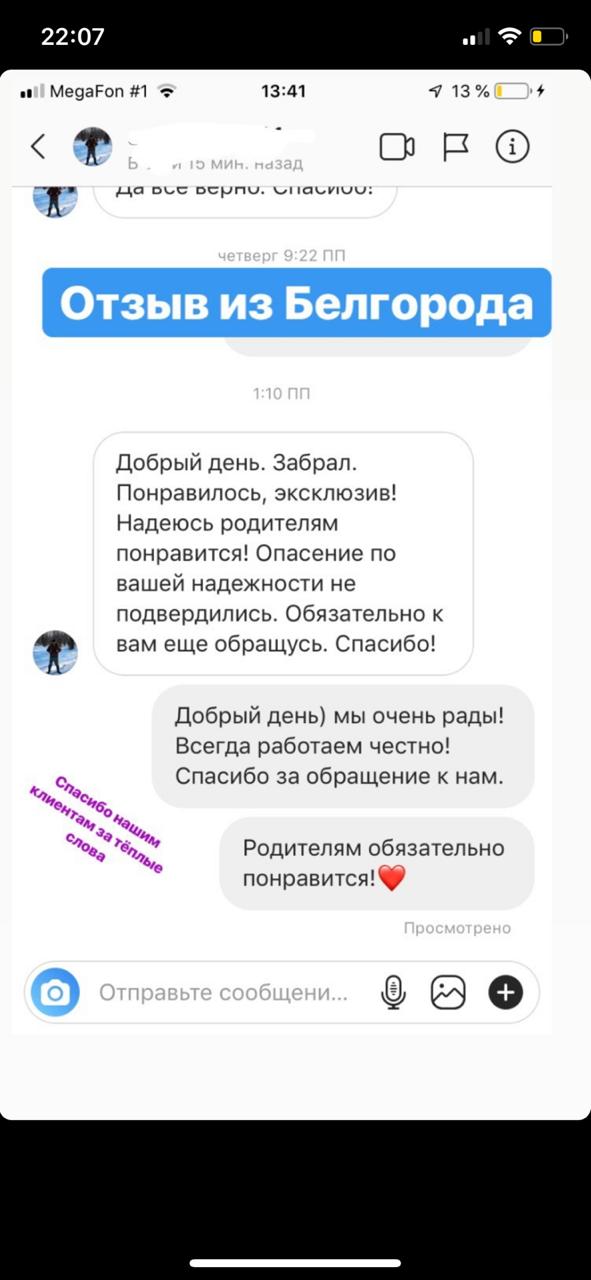 22:07
MegaFon #1
13:41
13 %
15 мин. назад
Да все верно. Спасибо!
четверг 9:22 ПП
Отзыв из Белгорода
1:10 ПП
Добрый день. Забрал.
Понравилось, эксклюзив!
Надеюсь родителям
понравится! Опасение по
вашей надежности не
подвердились. Обязательно к
вам еще обращусь. Спасибо!
Добрый день) мы очень рады!
Всегда работаем честно!
Спасибо за обращение к нам.
Спасибо нашим
клиентам за тёплые
слова
Родителям обязательно
понравится!❤️
Просмотрено
Отправьте сообщени...